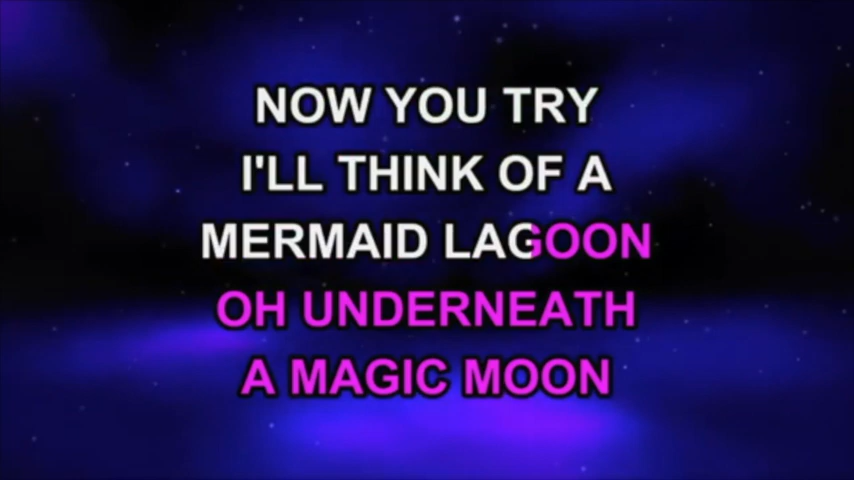 NOW YOU TRY
I'LL THINK OF A
MERMAID LAGOON
OH UNDERNEATH
A MAGIC MOON